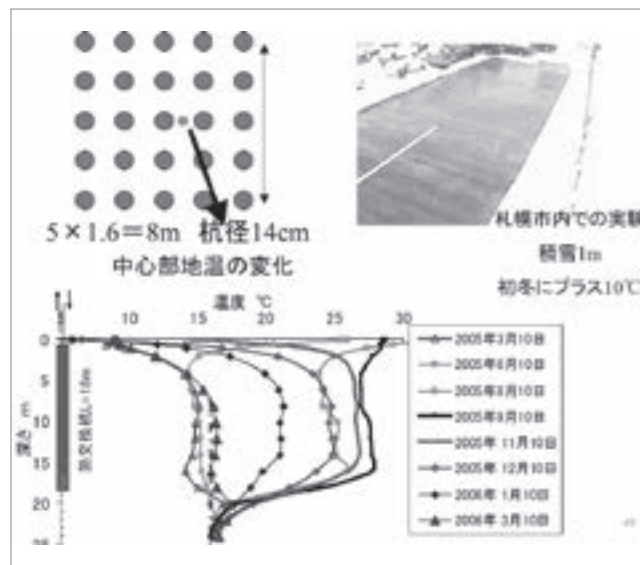 5×1.6=8m 杭径14cm
中心部地温の変化
札幌市内での実験
積雪1m
初冬にプラス10℃
温度 ℃
10 15 20 25 30
深さ m
0
5
10
15
20
25
熱交換杭L=18m
2005年3月10日
2005年6月10日
2005年8月10日
2005年9月10日
2005年 11月10日
2005年 12月10日
2006年 1月10日
2006年 3月10日